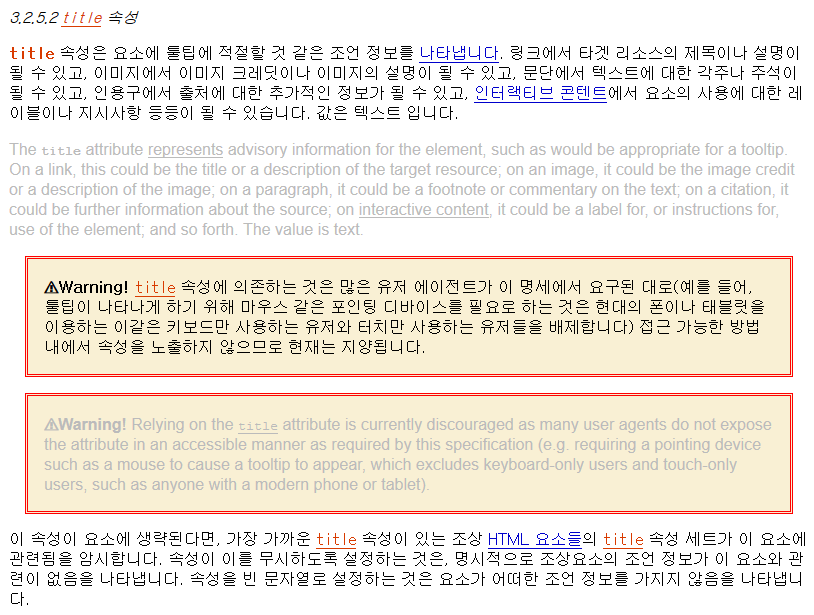 3.2.5.2 title 속성
title 속성은 요소에 툴팁에 적절할 것 같은 조언 정보를 나타냅니다. 링크에서 타겟 리소스의 제목이나 설명이
될 수 있고, 이미지에서 이미지 크레딧이나 이미지의 설명이 될 수 있고, 문단에서 텍스트에 대한 각주나 주석이
될 수 있고, 인용구에서 출처에 대한 추가적인 정보가 될 수 있고, 인터랙티브 콘텐트에서 요소의 사용에 대한 레
이블이나 지시사항 등등이 될 수 있습니다. 값은 텍스트 입니다.
The title attribute represents advisory information for the element, such as would be appropriate for a tooltip.
On a link, this could be the title or a description of the target resource; on an image, it could be the image credit
or a description of the image; on a paragraph, it could be a footnote or commentary on the text; on a citation, it
could be further information about the source; on interactive content, it could be a label for, or instructions for,
use of the element; and so forth. The value is text.
⚠Warning! title 속성에 의존하는 것은 많은 유저 에이전트가 이 명세에서 요구된 대로(예를 들어,
툴팁이 나타나게 하기 위해 마우스 같은 포인팅 디바이스를 필요로 하는 것은 현대의 폰이나 태블릿을
이용하는 이같은 키보드만 사용하는 유저와 터치만 사용하는 유저들을 배제합니다) 접근 가능한 방법
내에서 속성을 노출하지 않으므로 현재는 지양됩니다.
⚠Warning! Relying on the title attribute is currently discouraged as many user agents do not expose
the attribute in an accessible manner as required by this specification (e.g. requiring a pointing device
such as a mouse to cause a tooltip to appear, which excludes keyboard-only users and touch-only
users, such as anyone with a modern phone or tablet).
이 속성이 요소에 생략된다면, 가장 가까운 title 속성이 있는 조상 HTML 요소들의 title 속성 세트가 이 요소에
관련됨을 암시합니다. 속성이 이를 무시하도록 설정하는 것은, 명시적으로 조상요소의 조언 정보가 이 요소와 관
련이 없음을 나타냅니다. 속성을 빈 문자열로 설정하는 것은 요소가 어떠한 조언 정보를 가지지 않음을 나타냅니
다.